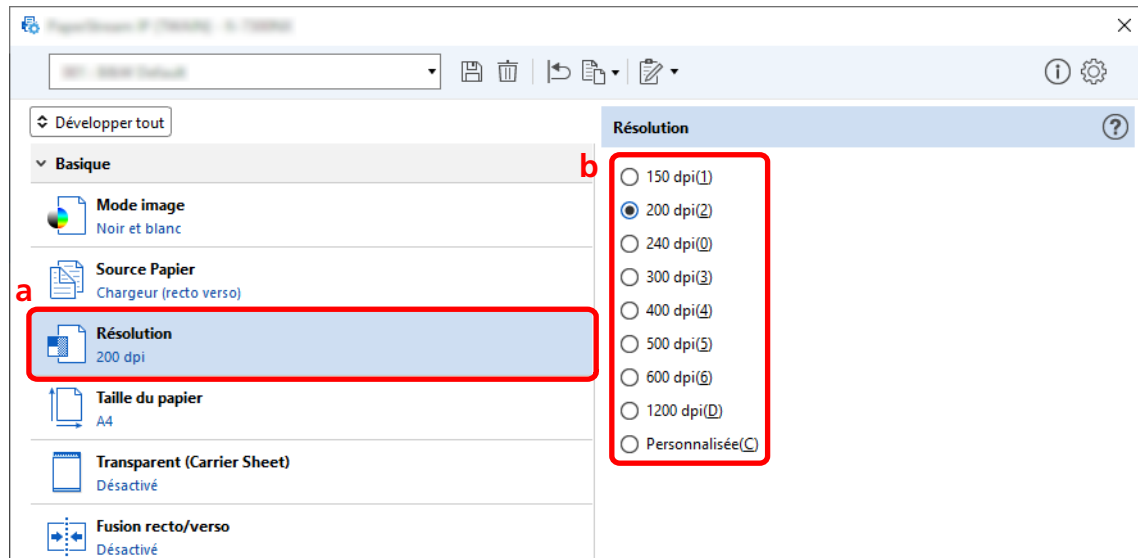 Développer tout
Basique
Mode image
Noir et blanc
Source Papier
Chargeur (recto verso)
a
Résolution
200 dpi
Taille du papier
A4
Transparent (Carrier Sheet)
Désactivé
Fusion recto/verso
Désactivé
Résolution
b
150 dpi(1)
200 dpi(2)
240 dpi(0)
300 dpi(3)
400 dpi(4)
500 dpi(5)
600 dpi(6)
1200 dpi(D)
Personnalisée(C)